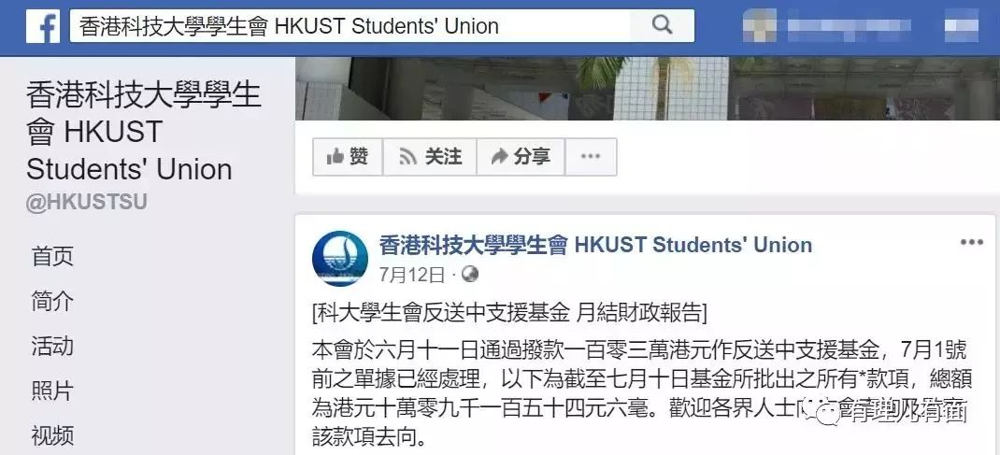 香港科技大學學生會 HKUST Students' Union
香港科技大學學生
會 HKUST
Students' Union
@HKUSTSU
首页
简介
活动
照片
视频
赞 关注 分享 ...
香港科技大學學生會 HKUST Students' Union
7月12日 ·
[科大學生會反送中支援基金 月結財政報告]
本會於六月十一日通過撥款一百零三萬港元作反送中支援基金，7月1號
前之單據已經處理，以下為截至七月十日基金所批出之所有*款項，總額
為港元十萬零九千一百五十四元六毫。歡迎各界人士
該款項去向。
有理儿有面